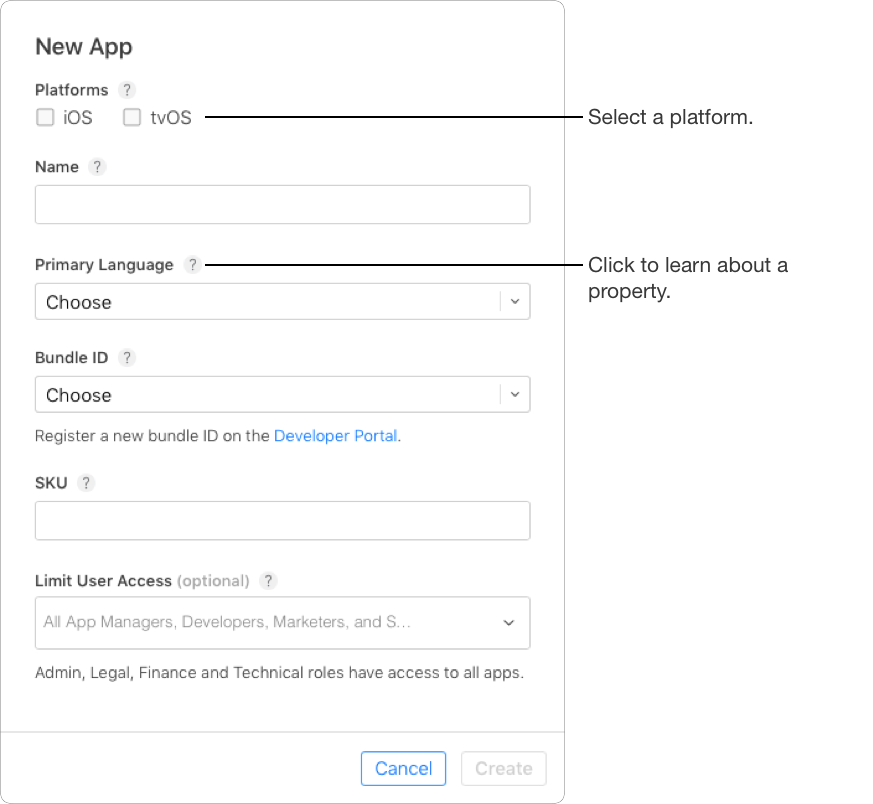 New App
Platforms ?
iOS tvOS
Select a platform.
Name ?
Primary Language ?
Click to learn about a
property.
Choose
Bundle ID ?
Choose
Register a new bundle ID on the Developer Portal.
SKU ?
Limit User Access (optional) ?
All App Managers, Developers, Marketers, and S...
Admin, Legal, Finance and Technical roles have access to all apps.
Cancel Create